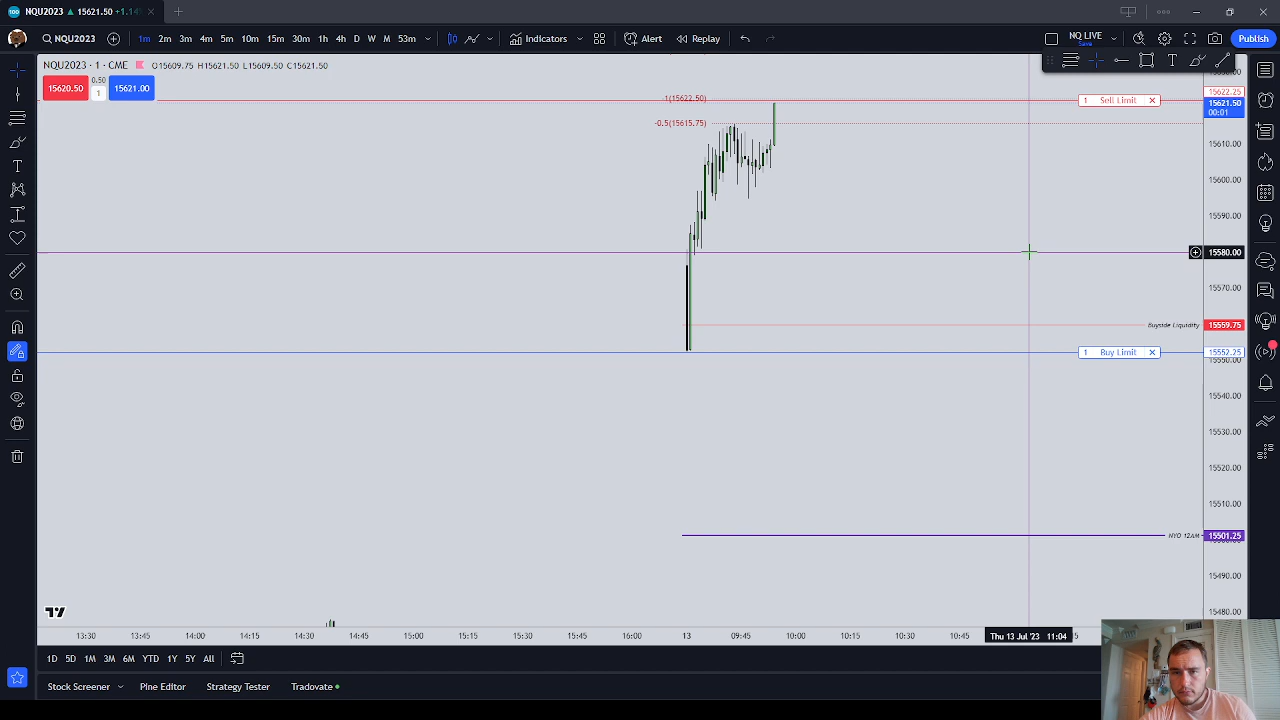 NQU2023 15621.50 +1.14
NQU2023 1m 2m 3m 4m 5m 10m 15m 30m 1h 4h D W M 53m Indicators Alert Replay NQ LIVE Save Publish
NQU2023 · 1 · CME O15609.75 H15621.50 L15609.50 C15621.50
15620.50 0.50 1 15621.00
-1(15622.50) 1 Sell Limit 15622.25
15621.50
00:01
-0.5(15615.75)
15610.00
15600.00
15590.00
15580.00
15570.00
Buyside Liquidity 15559.75
1 Buy Limit 15552.25
15550.00
15540.00
15530.00
15520.00
15510.00
NYO 12AM 15501.25
15490.00
15480.00
13:30 13:45 14:00 14:15 14:30 14:45 15:00 15:15 15:30 15:45 16:00 13 09:45 10:00 10:15 10:30 10:45 Thu 13 Jul '23 11:04
1D 5D 1M 3M 6M YTD 1Y 5Y All
Stock Screener Pine Editor Strategy Tester Tradovate